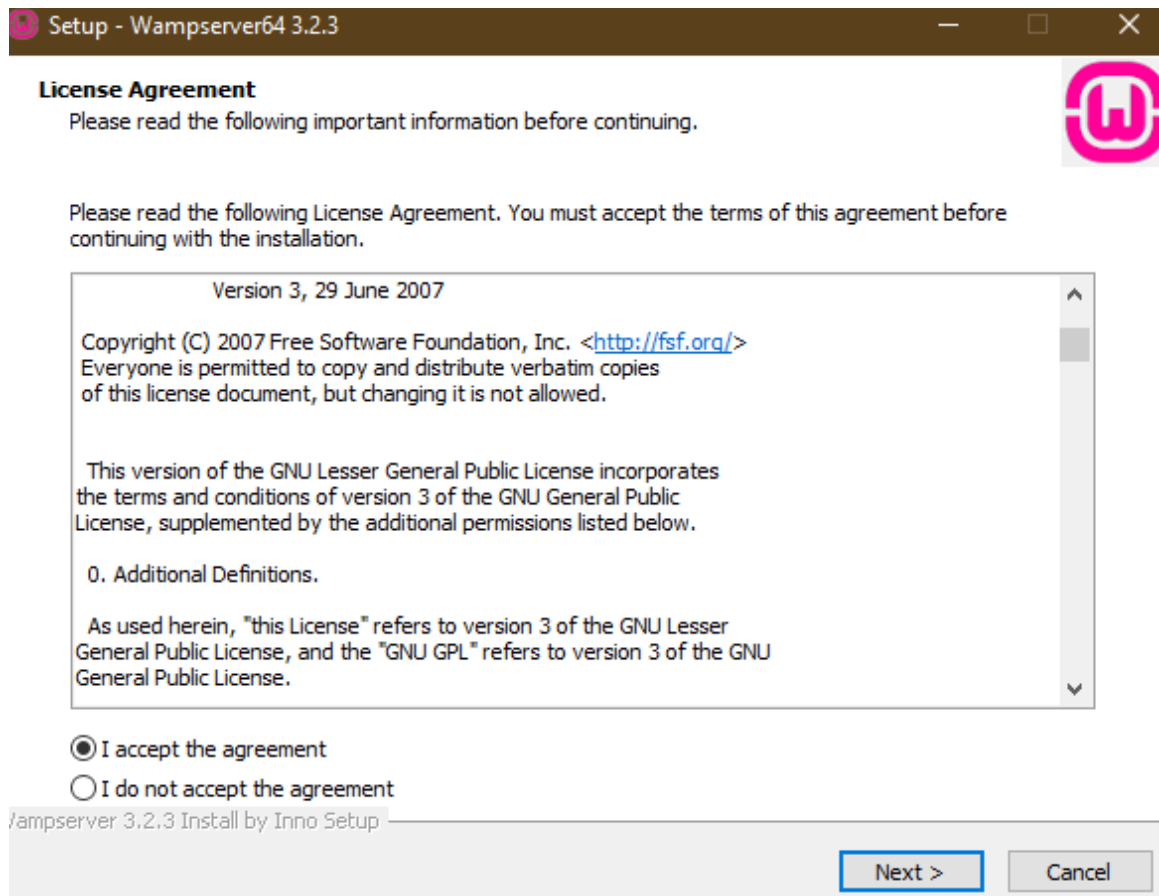 Setup - Wampserver64 3.2.3
License Agreement
Please read the following important information before continuing.
Please read the following License Agreement. You must accept the terms of this agreement before
continuing with the installation.
Version 3, 29 June 2007
Copyright (C) 2007 Free Software Foundation, Inc. <http://fsf.org/>
Everyone is permitted to copy and distribute verbatim copies
of this license document, but changing it is not allowed.
This version of the GNU Lesser General Public License incorporates
the terms and conditions of version 3 of the GNU General Public
License, supplemented by the additional permissions listed below.
0. Additional Definitions.
As used herein, "this License" refers to version 3 of the GNU Lesser
General Public License, and the "GNU GPL" refers to version 3 of the GNU
General Public License.
I accept the agreement
I do not accept the agreement
Wampserver 3.2.3 Install by Inno Setup
Next >
Cancel